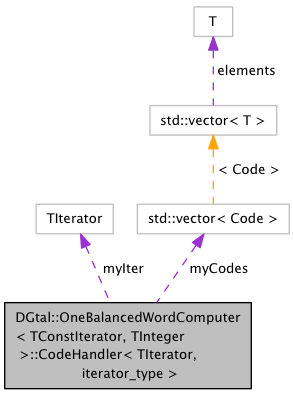 T
elements
std::vector< T >
< Code >
TIterator
std::vector< Code >
myIter
myCodes
DGtal::OneBalancedWordComputer
< TConstIterator, TInteger
>::CodeHandler< TIterator,
iterator_type >